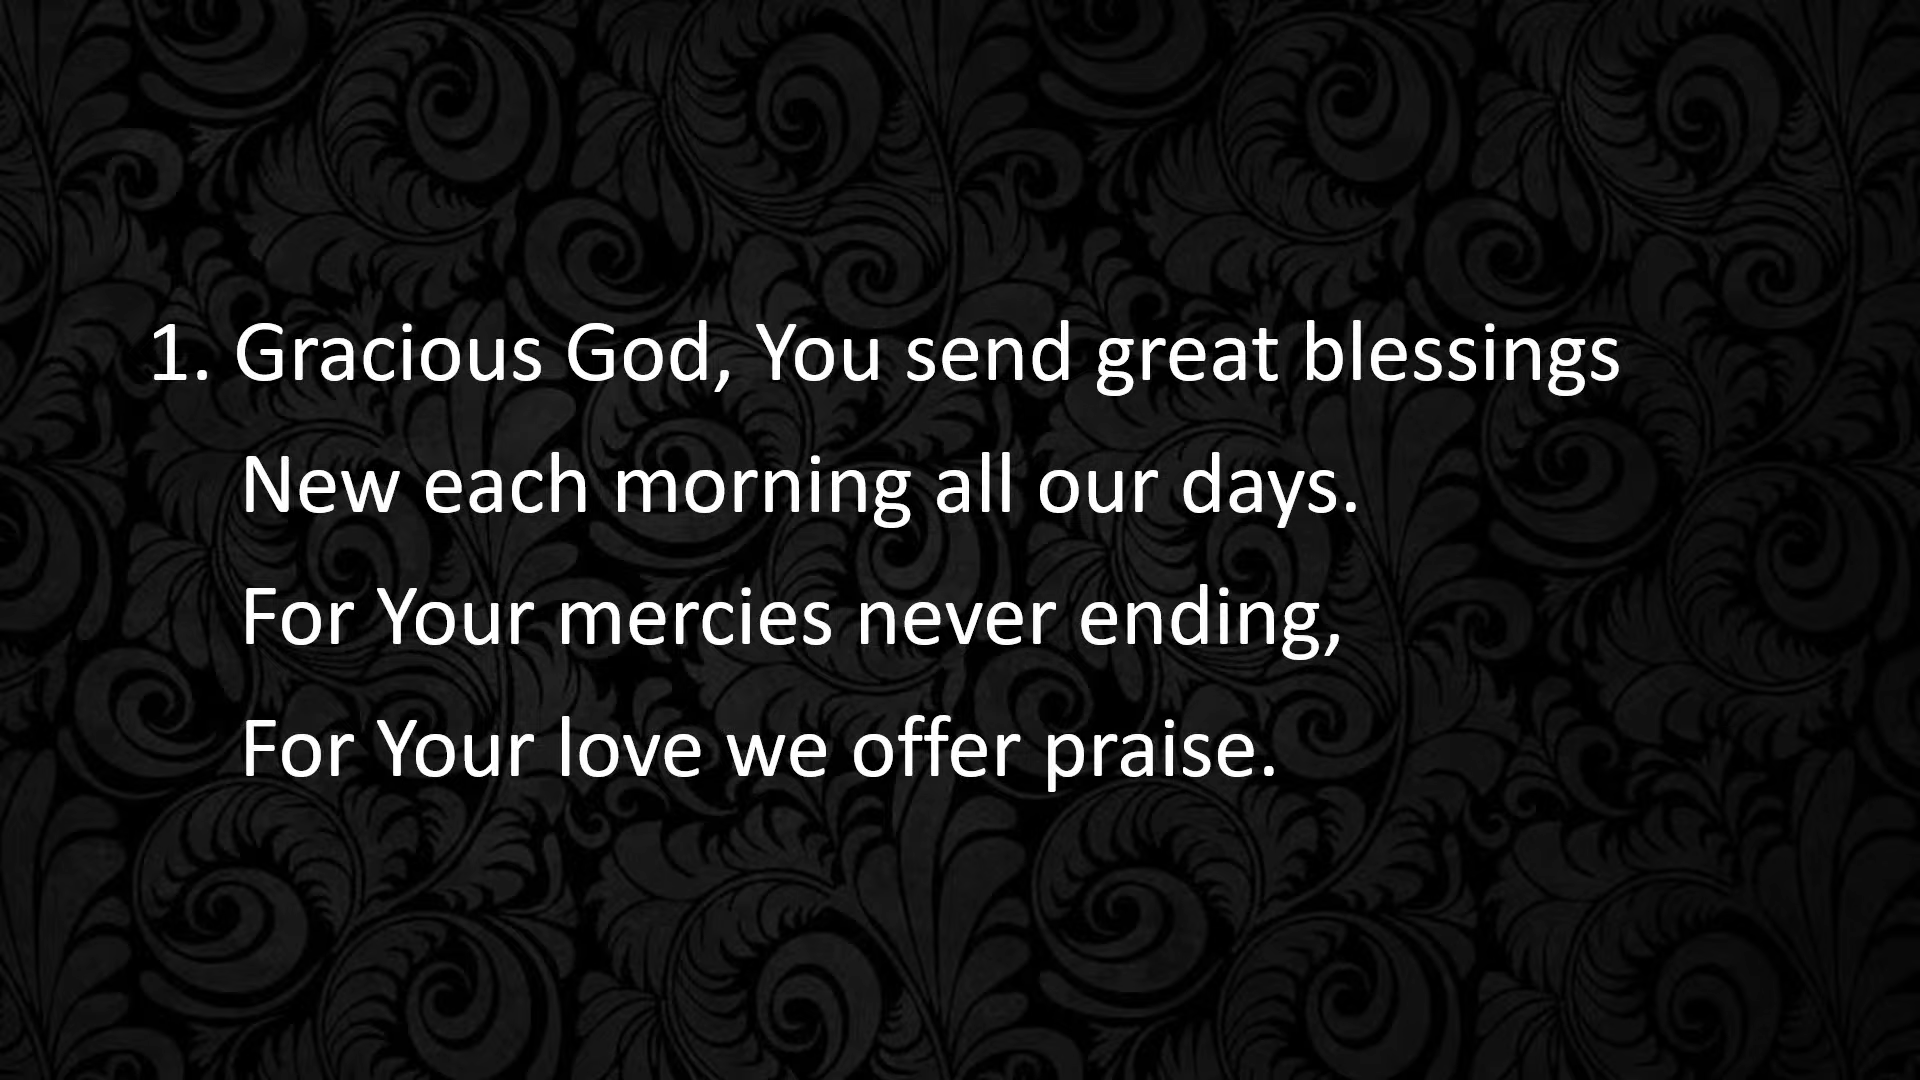 1. Gracious God, You send great blessings
New each morning all our days.
For Your mercies never ending,
For Your love we offer praise.